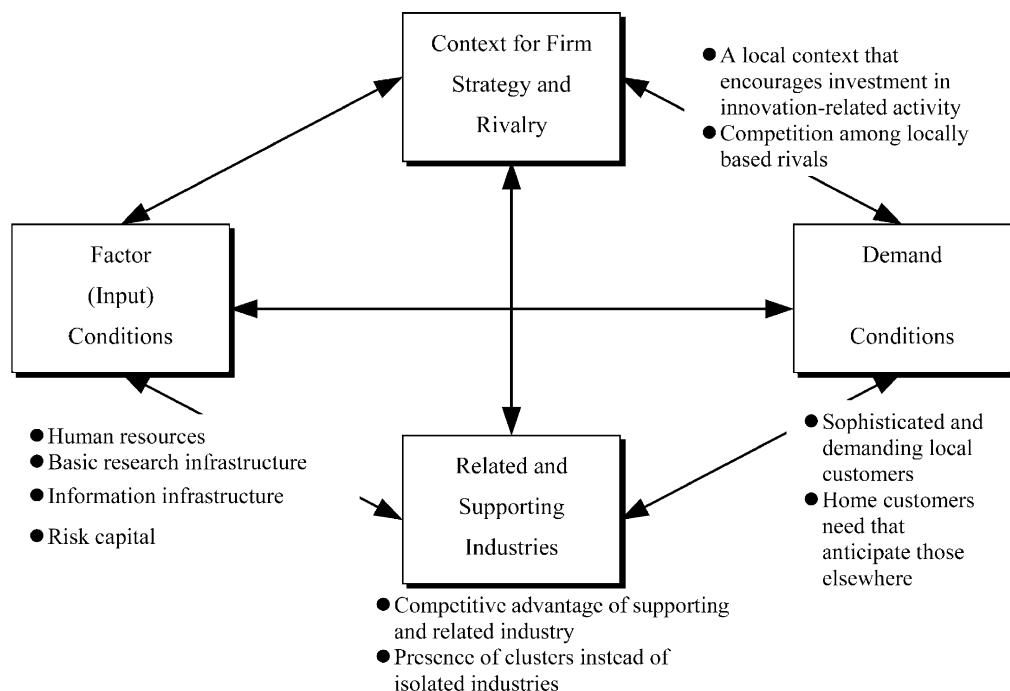 Context for Firm
Strategy and
Rivalry
● A local context that
encourages investment in
innovation-related activity
● Competition among locally
based rivals
Factor
(Input)
Conditions
Demand
Conditions
● Human resources
● Basic research infrastructure
● Information infrastructure
● Risk capital
Related and
Supporting
Industries
● Sophisticated and
demanding local
customers
● Home customers
need that
anticipate those
elsewhere
● Competitive advantage of supporting
and related industry
● Presence of clusters instead of
isolated industries